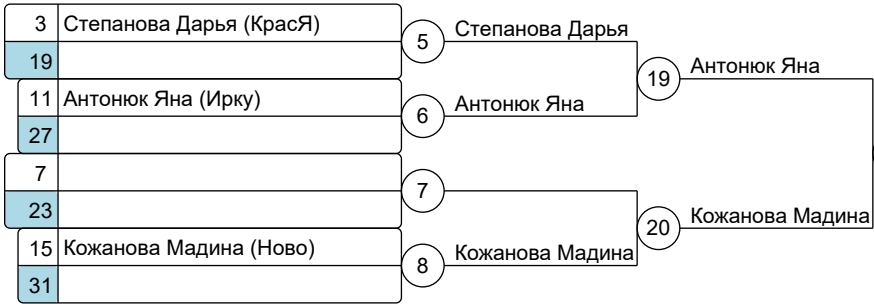 3 Степанова Дарья (КрасЯ)
19
5
Степанова Дарья
11 Антонюк Яна (Ирку)
27
6
Антонюк Яна
19
Антонюк Яна
7
23
7
15 Кожанова Мадина (Ново)
31
8
Кожанова Мадина
20
Кожанова Мадина